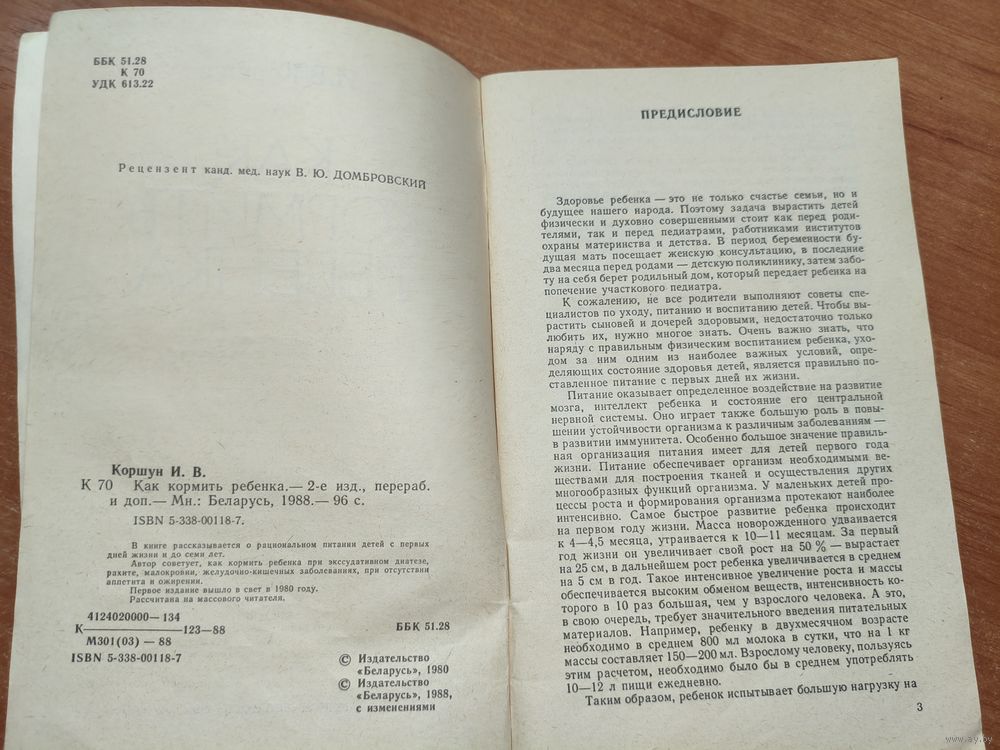 ББК 51.28
К 70
УДК 613.22
Рецензент канд. мед. наук В. Ю. ДОМБРОВСКИЙ
Коршун И. В.
К 70 Как кормить ребенка.— 2-е изд., перераб.
и доп.— Мн.: Беларусь, 1988.— 96 с.
ISBN 5-338-00118-7.
В книге рассказывается о рациональном питании детей с первых
дней жизни и до семи лет.
Автор советует, как кормить ребенка при экссудативном диатезе,
рахите, малокровии, желудочно-кишечных заболеваниях, при отсутствии
аппетита и ожирении.
Первое издание вышло в свет в 1980 году.
Рассчитана на массового читателя.
4124020000—134
К————————123—88
М301(03)—88
ББК 51.28
ISBN 5-338-00118-7
© Издательство
«Беларусь», 1980
© Издательство
«Беларусь», 1988,
с изменениями
ПРЕДИСЛОВИЕ
Здоровье ребенка — это не только счастье семьи, но и
будущее нашего народа. Поэтому задача вырастить детей
физически и духовно совершенными стоит как перед роди-
телями, так и перед педиатрами, работниками институтов
охраны материнства и детства. В период беременности бу-
дущая мать посещает женскую консультацию, в последние
два месяца перед родами — детскую поликлинику, затем забо-
ту на себя берет родильный дом, который передает ребенка на
попечение участкового педиатра.
К сожалению, не все родители выполняют советы спе-
циалистов по уходу, питанию и воспитанию детей. Чтобы вы-
растить сыновей и дочерей здоровыми, недостаточно только
любить их, нужно многое знать. Очень важно знать, что
наряду с правильным физическим воспитанием ребенка, ухо-
дом за ним одним из наиболее важных условий, опре-
деляющих состояние здоровья детей, является правильно по-
ставленное питание с первых дней их жизни.
Питание оказывает определенное воздействие на развитие
мозга, интеллект ребенка и состояние его центральной
нервной системы. Оно играет также большую роль в повы-
шении устойчивости организма к различным заболеваниям —
в развитии иммунитета. Особенно большое значение правиль-
ная организация питания имеет для детей первого года
жизни. Питание обеспечивает организм необходимыми ве-
ществами для построения тканей и осуществления других
многообразных функций организма. У маленьких детей про-
цессы роста и формирования организма протекают наиболее
интенсивно. Самое быстрое развитие ребенка происходит
на первом году жизни. Масса новорожденного удваивается
к 4—4,5 месяца, утраивается к 10—11 месяцам. За первый
год жизни он увеличивает свой рост на 50 % — вырастает
на 25 см, в дальнейшем рост ребенка увеличивается в среднем
на 5 см в год. Такое интенсивное увеличение роста и массы
обеспечивается высоким обменом веществ, интенсивность ко-
торого в 10 раз большая, чем у взрослого человека. А это,
в свою очередь, требует значительного введения питательных
материалов. Например, ребенку в двухмесячном возрасте
необходимо в среднем 800 мл молока в сутки, что на 1 кг
массы составляет 150—200 мл. Взрослому человеку, пользуясь
этим расчетом, необходимо было бы в среднем употреблять
10—12 л пищи ежедневно.
Таким образом, ребенок испытывает большую нагрузку на
3
www.ay.by